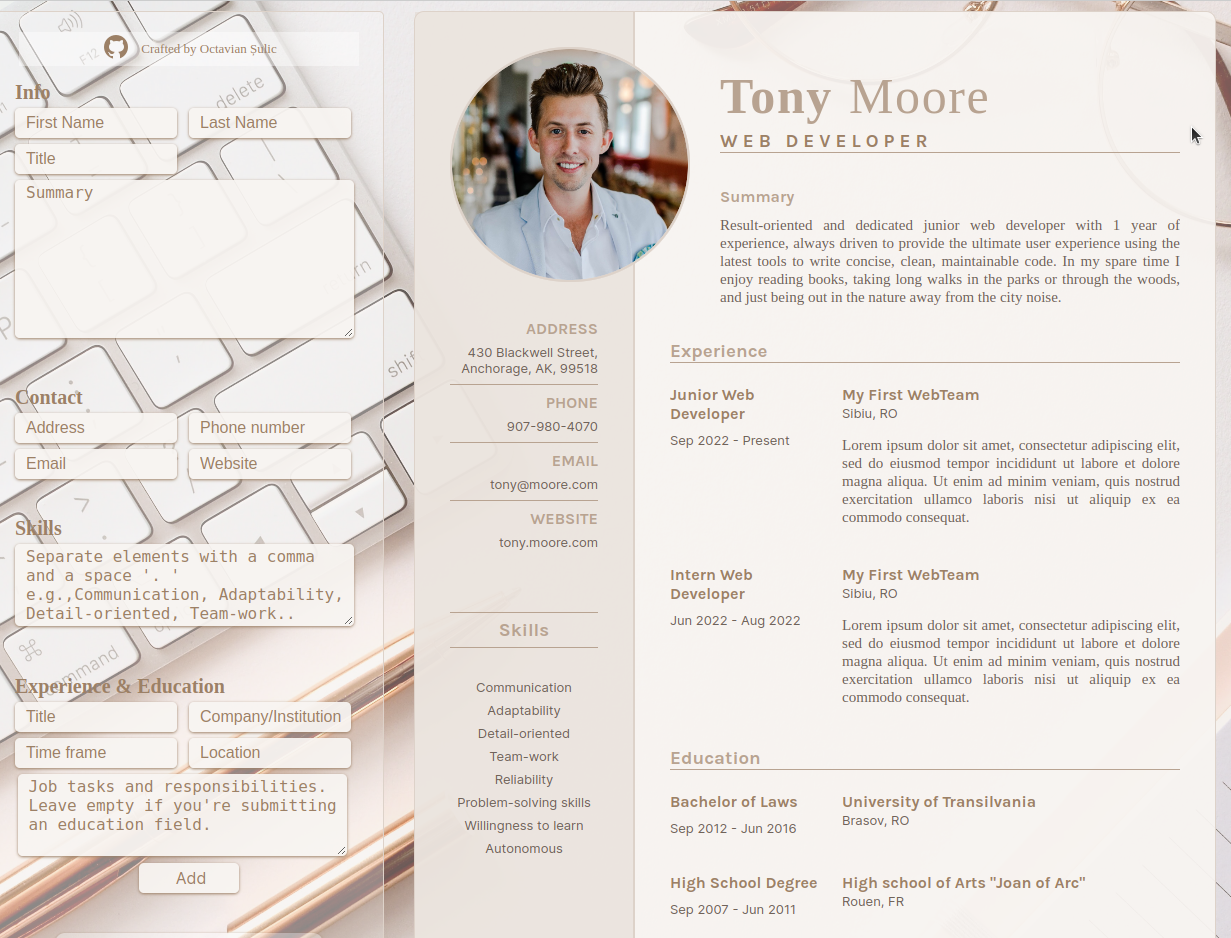 Crafted by Octavian Șulic
F12
delete
Info
First Name
Last Name
Title
Summary
shift
Contact
Address
Phone number
Email
Website
Skills
Separate elements with a comma
and a space '. '
e.g.,Communication, Adaptability,
Detail-oriented, Team-work..
command
Experience & Education
Title
Company/Institution
Time frame
Location
Job tasks and responsibilities.
Leave empty if you're submitting
an education field.
Add
ADDRESS
430 Blackwell Street,
Anchorage, AK, 99518
PHONE
907-980-4070
EMAIL
tony@moore.com
WEBSITE
tony.moore.com
Skills
Communication
Adaptability
Detail-oriented
Team-work
Reliability
Problem-solving skills
Willingness to learn
Autonomous
Tony Moore
WEB DEVELOPER
Summary
Result-oriented and dedicated junior web developer with 1 year of
experience, always driven to provide the ultimate user experience using the
latest tools to write concise, clean, maintainable code. In my spare time I
enjoy reading books, taking long walks in the parks or through the woods,
and just being out in the nature away from the city noise.
Experience
Junior Web
Developer
Sep 2022 - Present
My First WebTeam
Sibiu, RO
Lorem ipsum dolor sit amet, consectetur adipiscing elit,
sed do eiusmod tempor incididunt ut labore et dolore
magna aliqua. Ut enim ad minim veniam, quis nostrud
exercitation ullamco laboris nisi ut aliquip ex ea
commodo consequat.
Intern Web
Developer
Jun 2022 - Aug 2022
My First WebTeam
Sibiu, RO
Lorem ipsum dolor sit amet, consectetur adipiscing elit,
sed do eiusmod tempor incididunt ut labore et dolore
magna aliqua. Ut enim ad minim veniam, quis nostrud
exercitation ullamco laboris nisi ut aliquip ex ea
commodo consequat.
Education
Bachelor of Laws
Sep 2012 - Jun 2016
University of Transilvania
Brasov, RO
High School Degree
Sep 2007 - Jun 2011
High school of Arts "Joan of Arc"
Rouen, FR